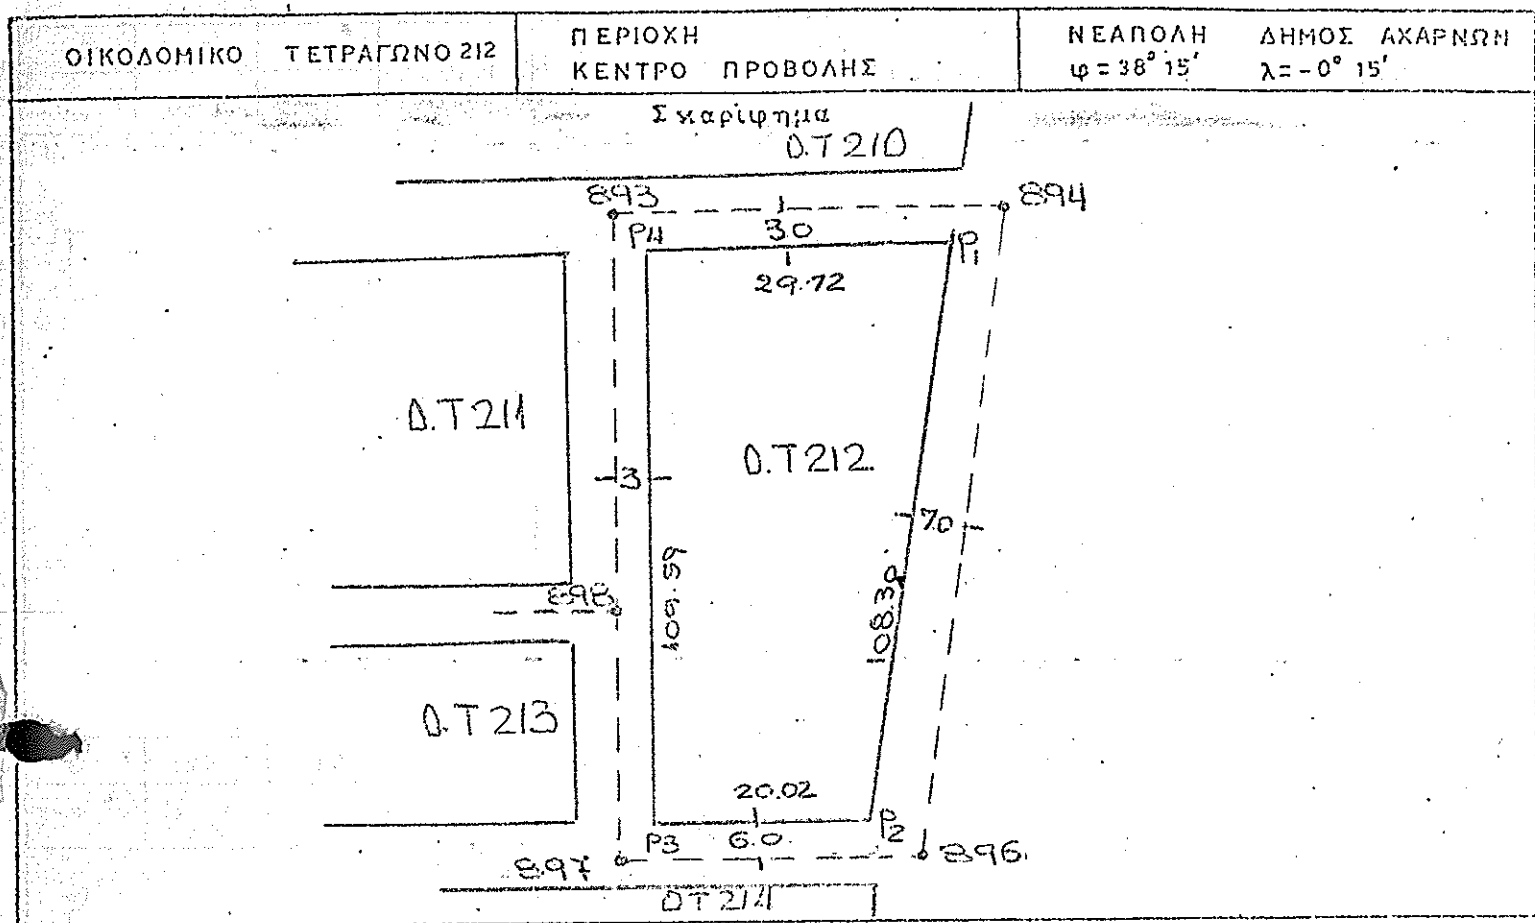 ΟΙΚΟΔΟΜΙΚΟ ΤΕΤΡΑΓΩΝΟ 212
ΠΕΡΙΟΧΗ
ΚΕΝΤΡΟ ΠΡΟΒΟΛΗΣ
ΝΕΑΠΟΛΗ ΔΗΜΟΣ ΑΧΑΡΝΩΝ
φ = 38° 15′ λ = - 0° 15′
Σκαρίφημα
Ο.Τ 210
893
894
P4
3.0
P1
29.72
Ο.Τ 211
Ο.Τ 212
3
7.0
109.59
108.30
898
Ο.Τ 213
20.02
P3
6.0
P2
897
896
ΟΤ 214